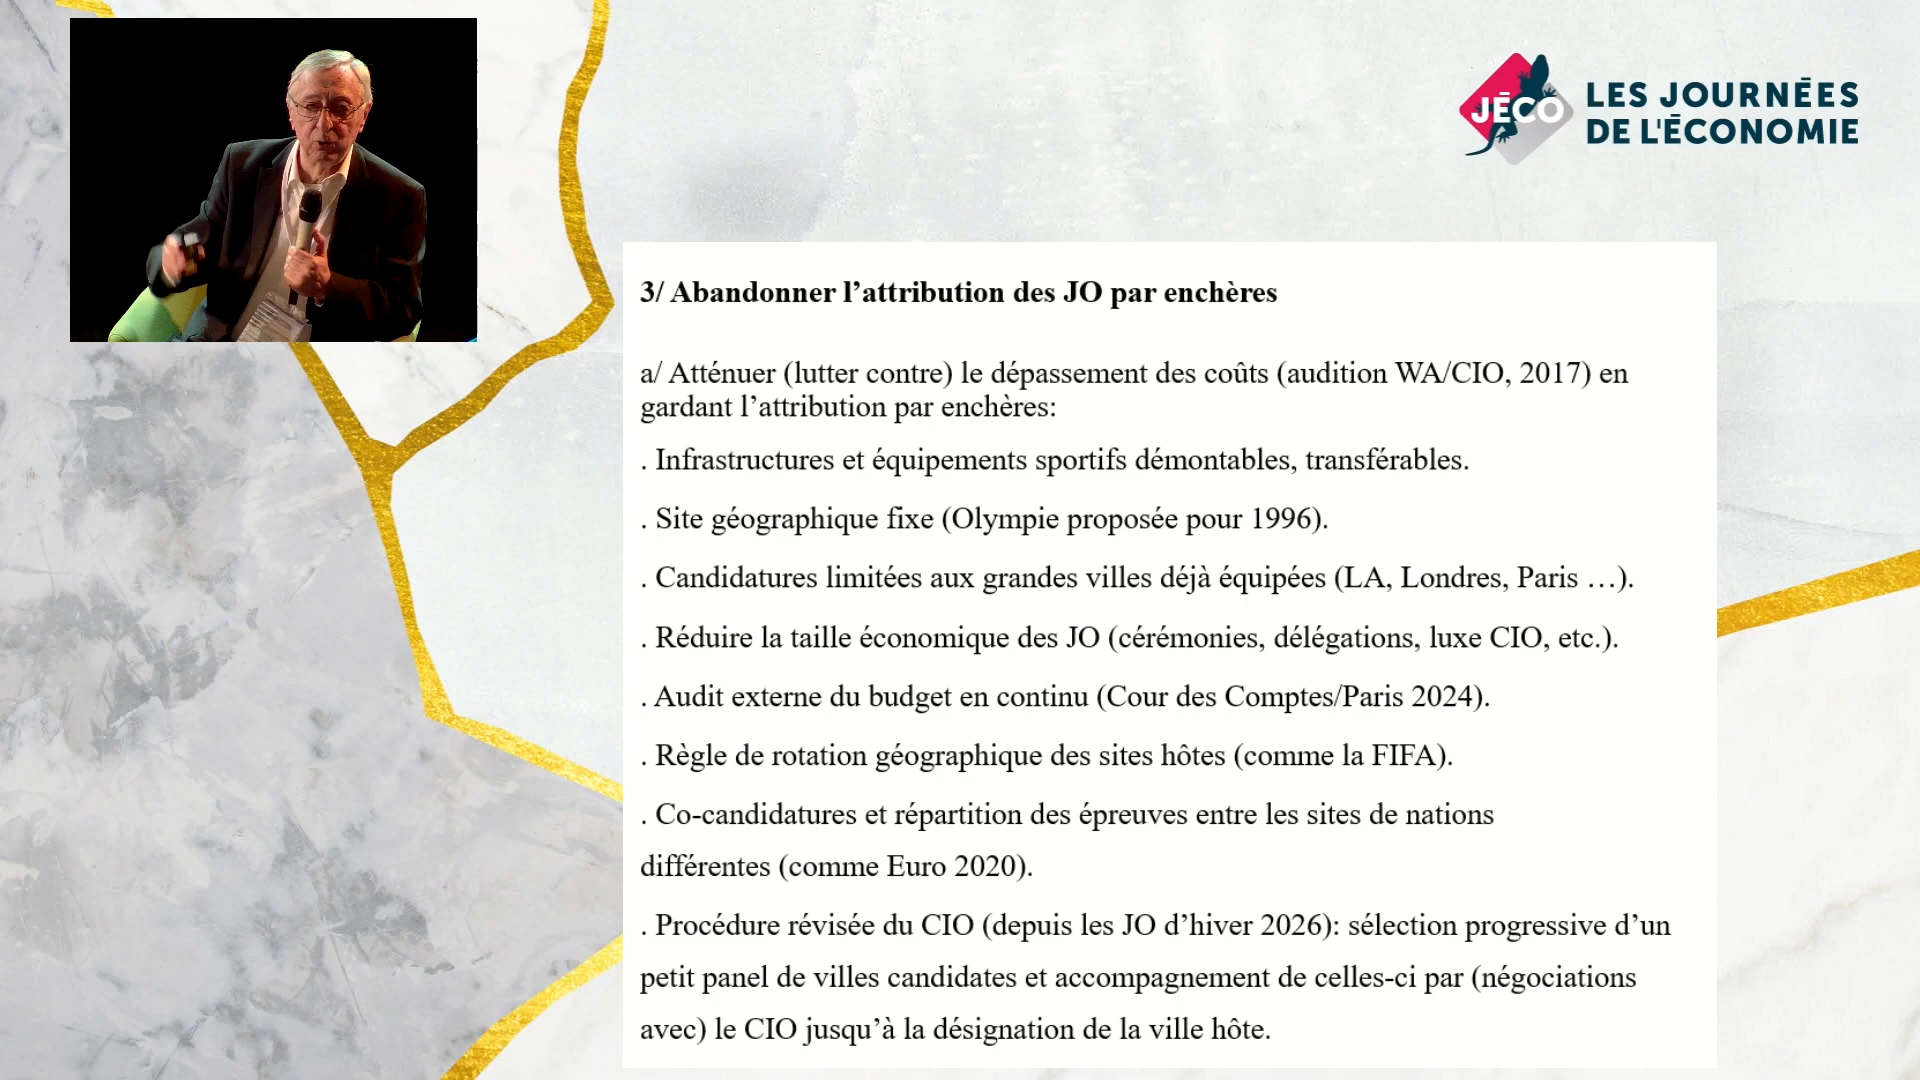 JÉCO
LES JOURNÉES
DE L'ÉCONOMIE
3/ Abandonner l’attribution des JO par enchères
a/ Atténuer (lutter contre) le dépassement des coûts (audition WA/CIO, 2017) en
gardant l’attribution par enchères:
. Infrastructures et équipements sportifs démontables, transférables.
. Site géographique fixe (Olympie proposée pour 1996).
. Candidatures limitées aux grandes villes déjà équipées (LA, Londres, Paris …).
. Réduire la taille économique des JO (cérémonies, délégations, luxe CIO, etc.).
. Audit externe du budget en continu (Cour des Comptes/Paris 2024).
. Règle de rotation géographique des sites hôtes (comme la FIFA).
. Co-candidatures et répartition des épreuves entre les sites de nations
différentes (comme Euro 2020).
. Procédure révisée du CIO (depuis les JO d’hiver 2026): sélection progressive d’un
petit panel de villes candidates et accompagnement de celles-ci par (négociations
avec) le CIO jusqu’à la désignation de la ville hôte.